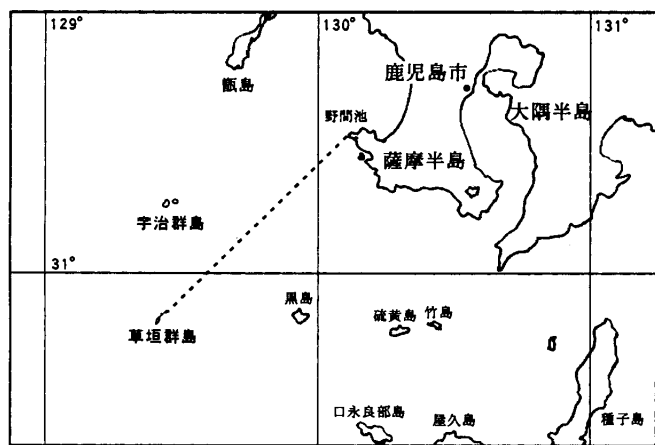 129°
130°
131°
甑島
鹿児島市
大隅半島
野間池
薩摩半島
宇治群島
31°
黒島
硫黄島
竹島
草垣群島
口永良部島
屋久島
種子島